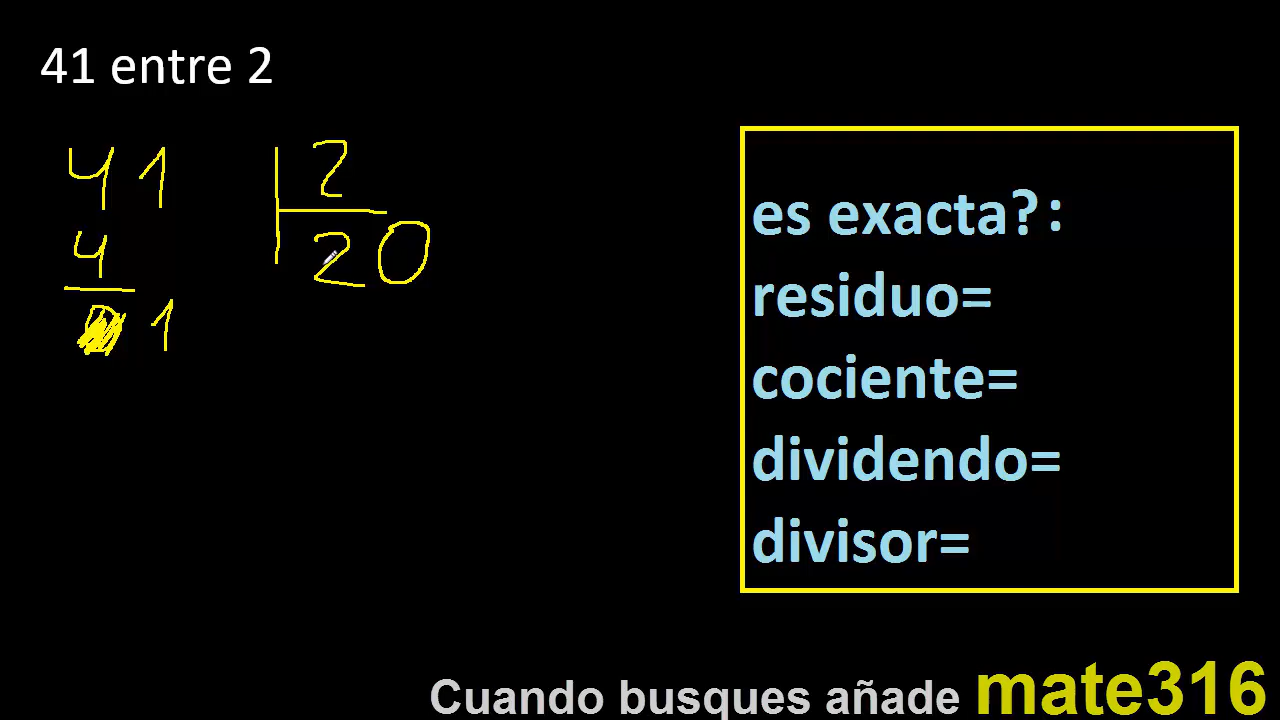 41 entre 2
41 2
4 20
1
es exacta?:
residuo=
cociente=
dividendo=
divisor=
Cuando busques añade mate316